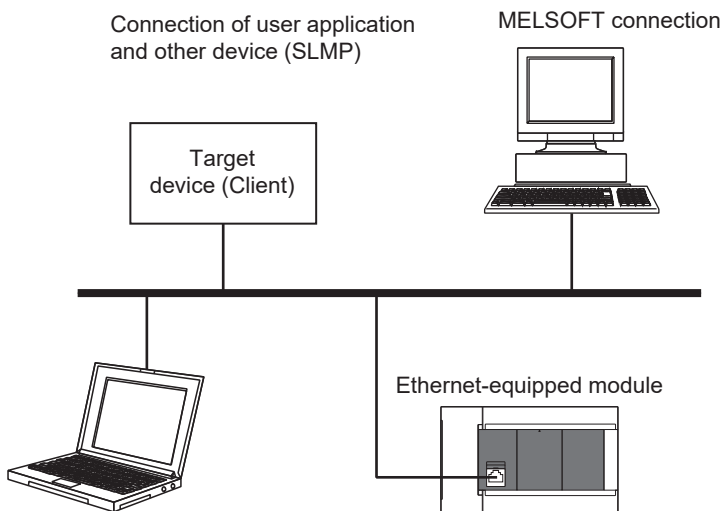 Connection of user application
and other device (SLMP)
MELSOFT connection
Target
device (Client)
Ethernet-equipped module